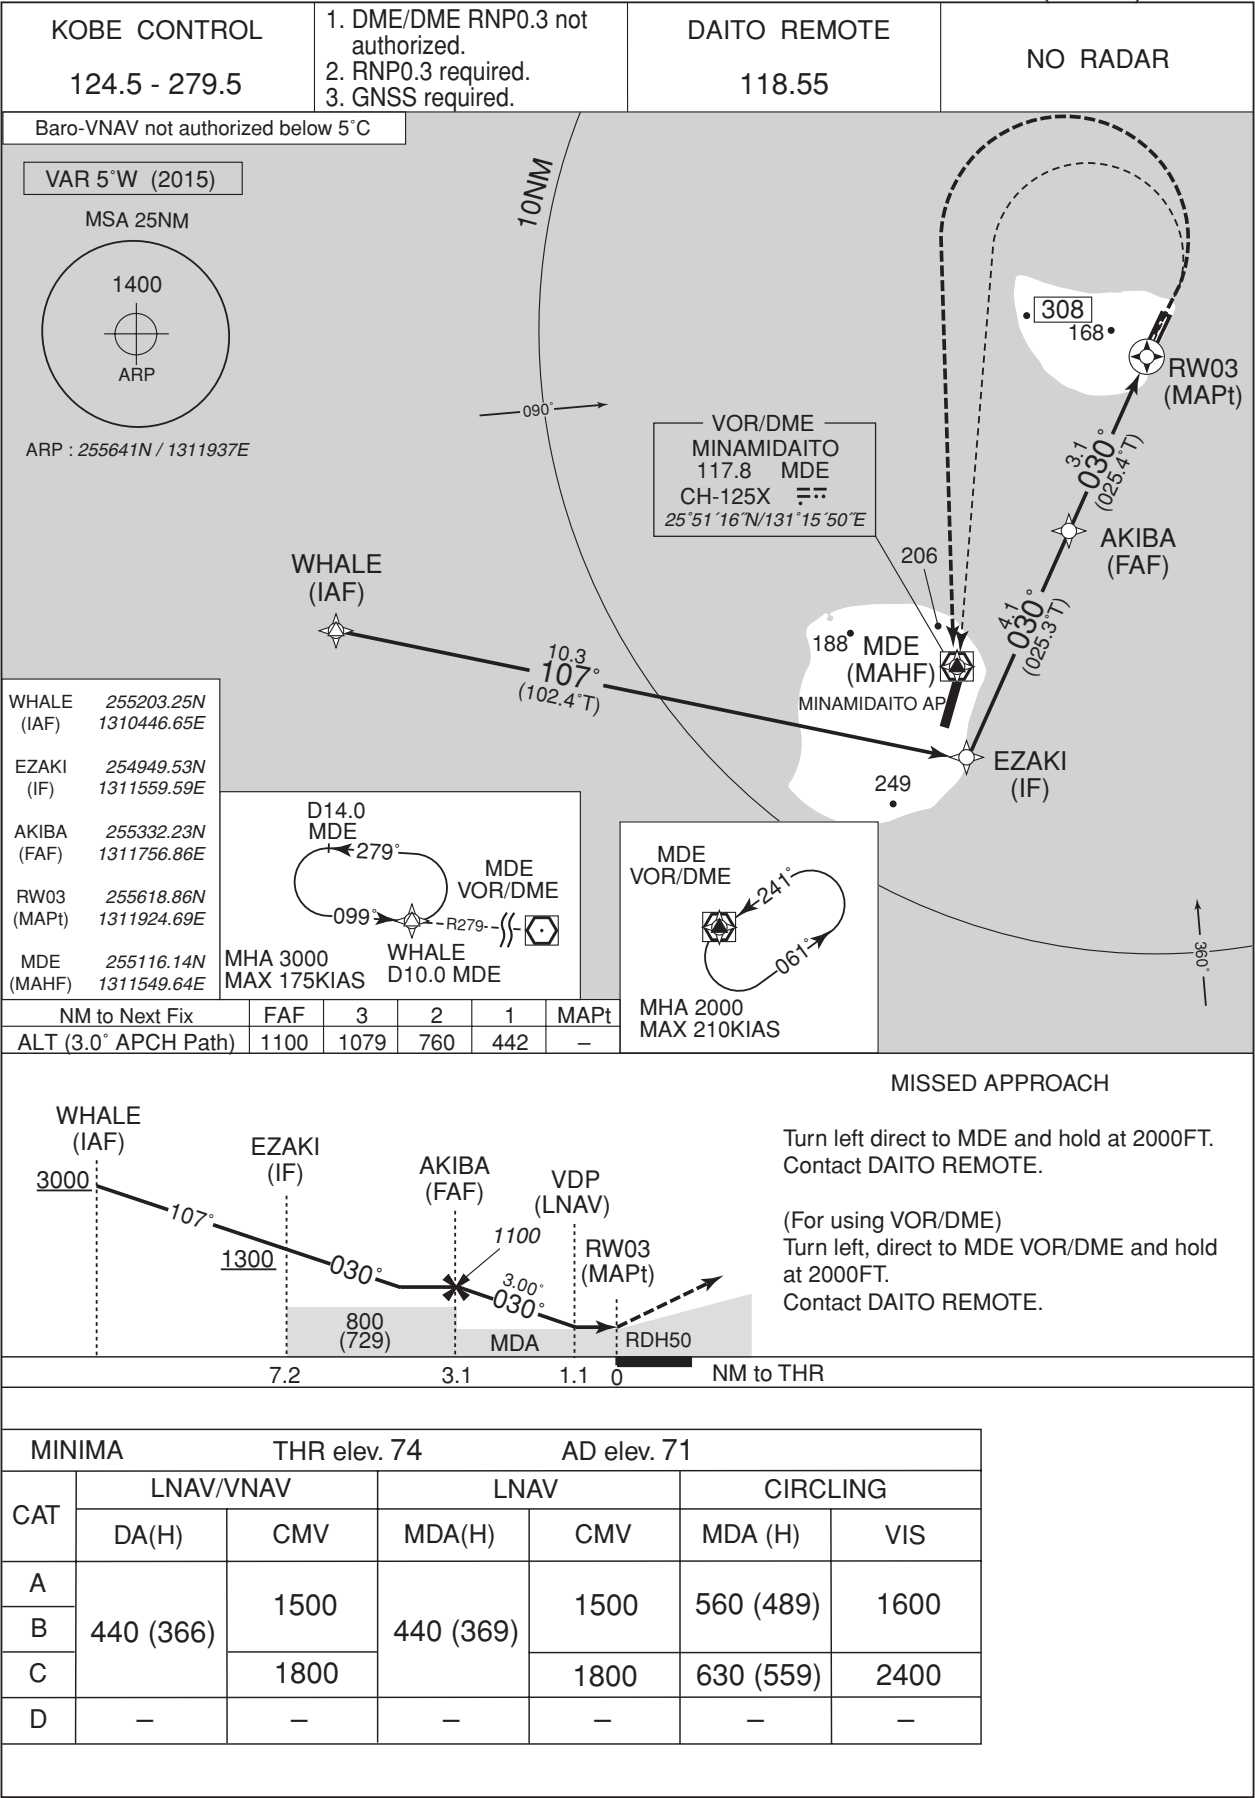 KOBE CONTROL
124.5 - 279.5
1. DME/DME RNP0.3 not
authorized.
2. RNP0.3 required.
3. GNSS required.
DAITO REMOTE
118.55
NO RADAR
Baro-VNAV not authorized below 5˚C
VAR 5˚W (2015)
MSA 25NM
1400
ARP
ARP : 255641N / 1311937E
10NM
090˚
308
168
RW03
(MAPt)
VOR/DME
MINAMIDAITO
117.8 MDE
CH-125X
25˚51´16˝N/131˚15´50˝E
3.1
030˚
(025.4˚T)
AKIBA
(FAF)
206
WHALE
(IAF)
4.1
030˚
(025.3˚T)
188
MDE
(MAHF)
MINAMIDAITO AP
10.3
107˚
(102.4˚T)
EZAKI
(IF)
249
360˚
WHALE 255203.25N
(IAF) 1310446.65E
EZAKI 254949.53N
(IF) 1311559.59E
AKIBA 255332.23N
(FAF) 1311756.86E
RW03 255618.86N
(MAPt) 1311924.69E
MDE 255116.14N
(MAHF) 1311549.64E
D14.0
MDE
279˚
MDE
VOR/DME
099˚
R279
WHALE
D10.0 MDE
MHA 3000
MAX 175KIAS
MDE
VOR/DME
241˚
061˚
MHA 2000
MAX 210KIAS
NM to Next Fix FAF 3 2 1 MAPt
ALT (3.0˚ APCH Path) 1100 1079 760 442 –
MISSED APPROACH
Turn left direct to MDE and hold at 2000FT.
Contact DAITO REMOTE.
(For using VOR/DME)
Turn left, direct to MDE VOR/DME and hold
at 2000FT.
Contact DAITO REMOTE.
WHALE
(IAF)
3000
107˚
EZAKI
(IF)
1300
030˚
AKIBA
(FAF)
1100
VDP
(LNAV)
3.00˚
030˚
RW03
(MAPt)
800
(729)
MDA
RDH50
7.2 3.1 1.1 0 NM to THR
MINIMA THR elev. 74 AD elev. 71
CAT LNAV/VNAV LNAV CIRCLING
DA(H) CMV MDA(H) CMV MDA (H) VIS
A
B
440 (366) 1500 440 (369) 1500 560 (489) 1600
C 1800 1800 630 (559) 2400
D – – – – – –